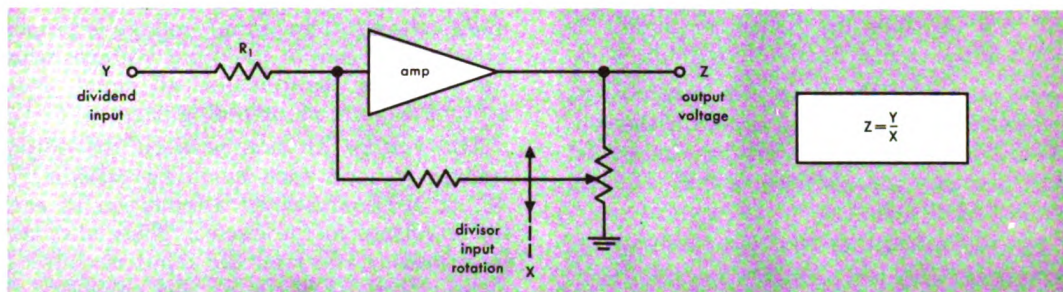 R1
Y
dividend
input
amp
Z
output
voltage
Z = Y/X
divisor
input
rotation
X